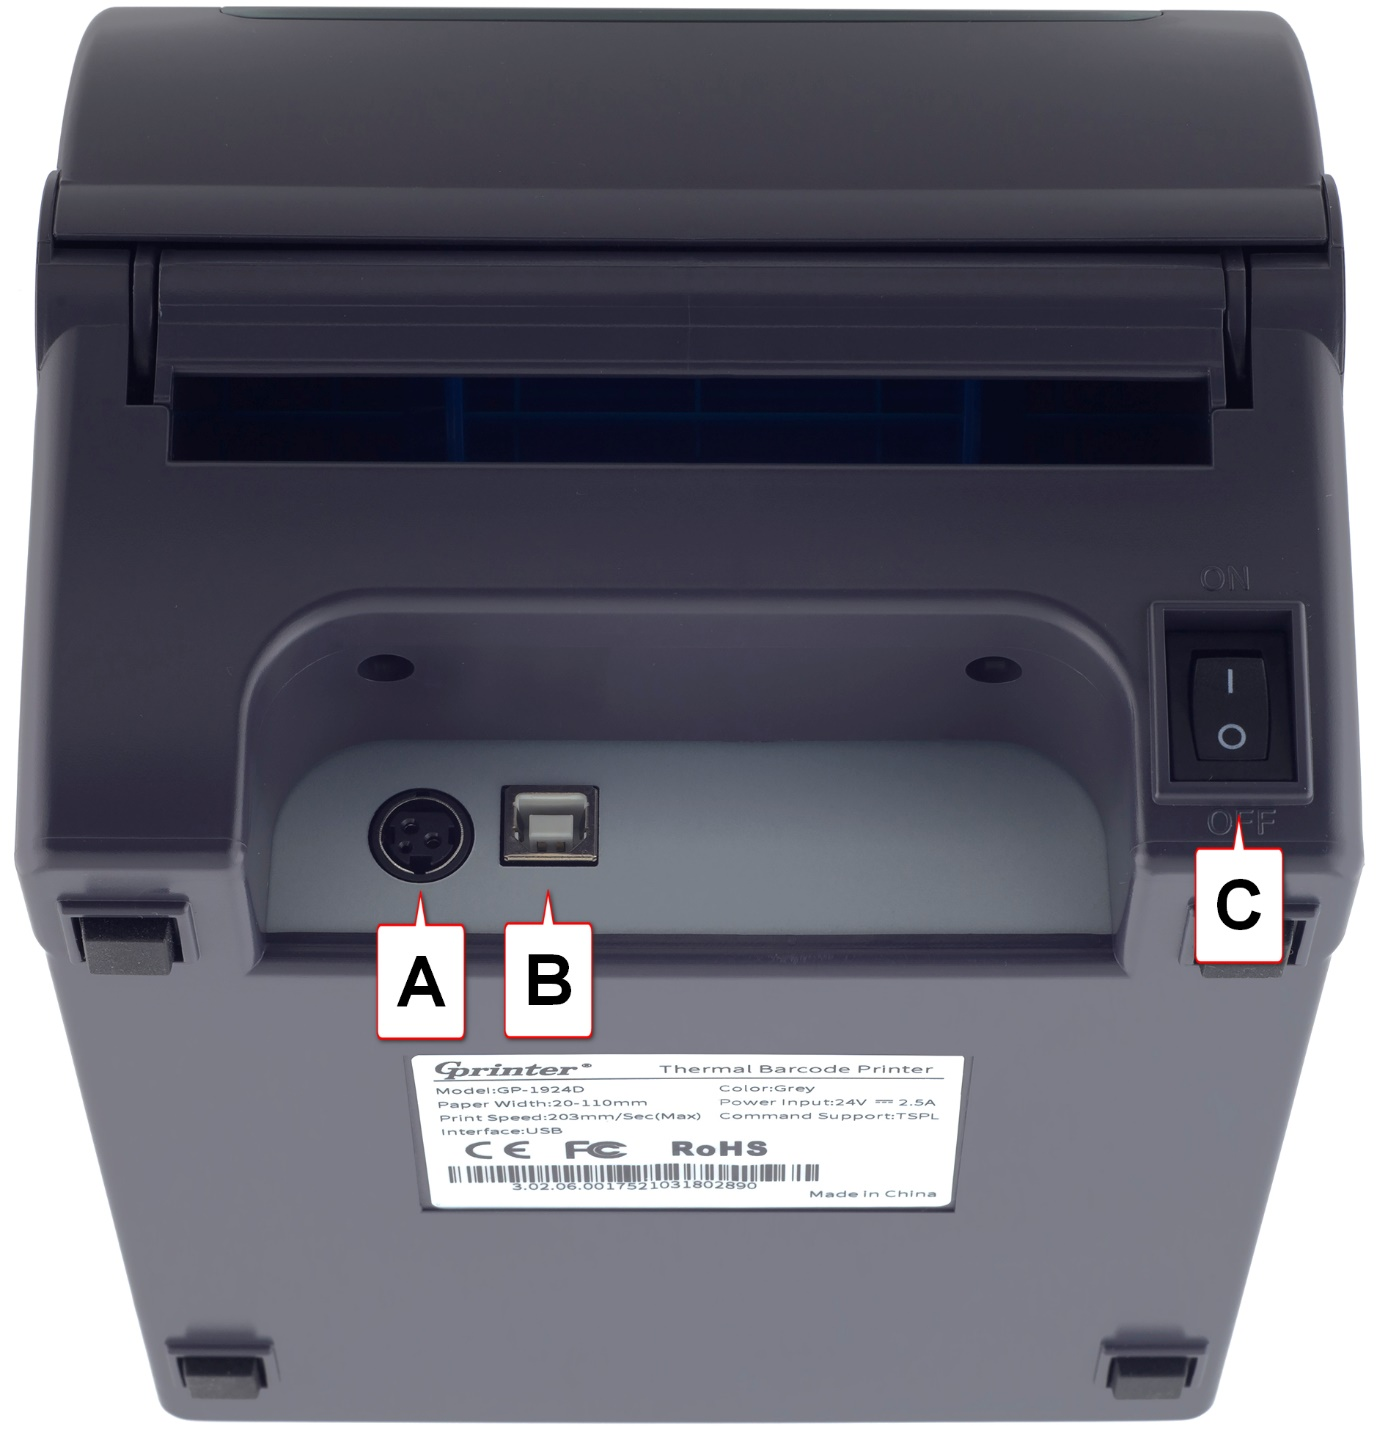 ON
I
O
OFF
C
A
B
Gprinter® Thermal Barcode Printer
Model:GP-1924D Color:Grey
Paper Width:20-110mm Power Input:24V ⎓ 2.5A
Print Speed:203mm/Sec(Max) Command Support:TSPL
Interface:USB
CE FC RoHS
3.02.06.0017521031802890
Made in China